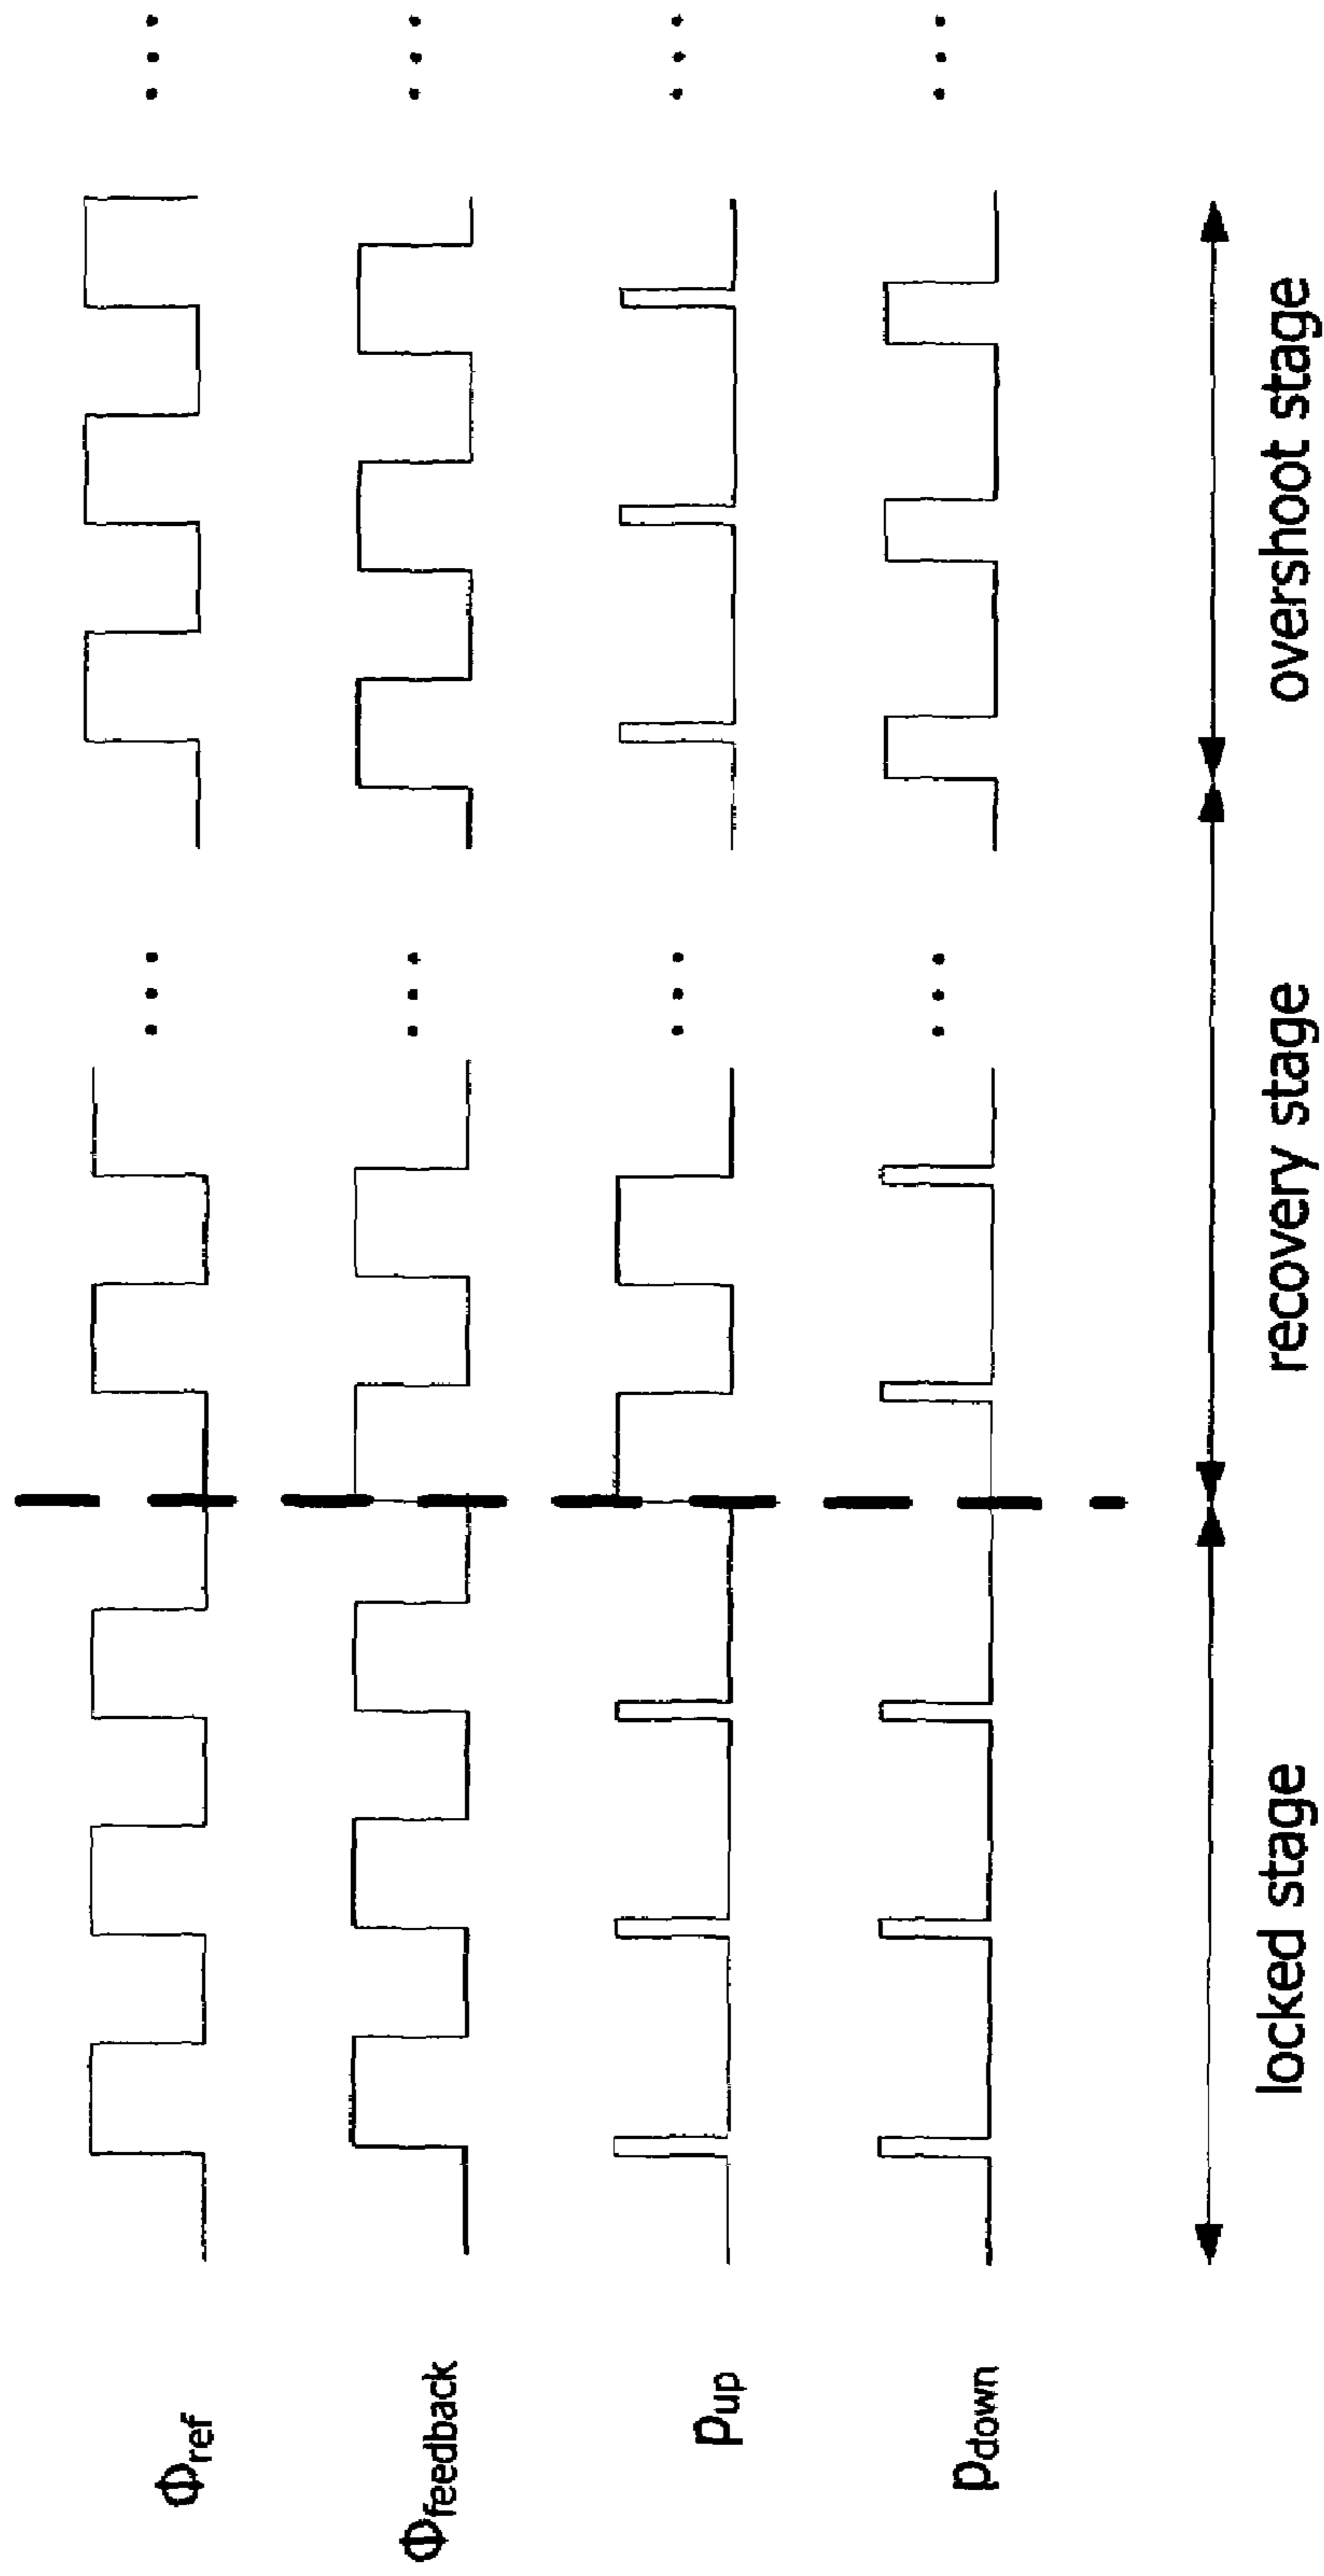 Φref
Φfeedback
pup
pdown
locked stage
recovery stage
overshoot stage